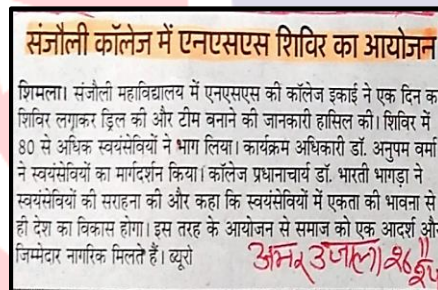 संजौली कॉलेज में एनएसएस शिविर का आयोजन
शिमला। संजौली महाविद्यालय में एनएसएस की कॉलेज इकाई ने एक दिन क
शिविर लगाकर ड्रिल की और टीम बनाने की जानकारी हासिल की। शिविर में
80 से अधिक स्वयंसेवियों ने भाग लिया। कार्यक्रम अधिकारी डॉ. अनुपम वर्मा
ने स्वयंसेवियों का मार्गदर्शन किया। कॉलेज प्रधानाचार्य डॉ. भारती भागड़ा ने
स्वयंसेवियों की सराहना की और कहा कि स्वयंसेवियों में एकता की भावना से
ही देश का विकास होगा। इस तरह के आयोजन से समाज को एक आदर्श और
जिम्मेदार नागरिक मिलते हैं। ब्यूरो
अमर उजाला 26